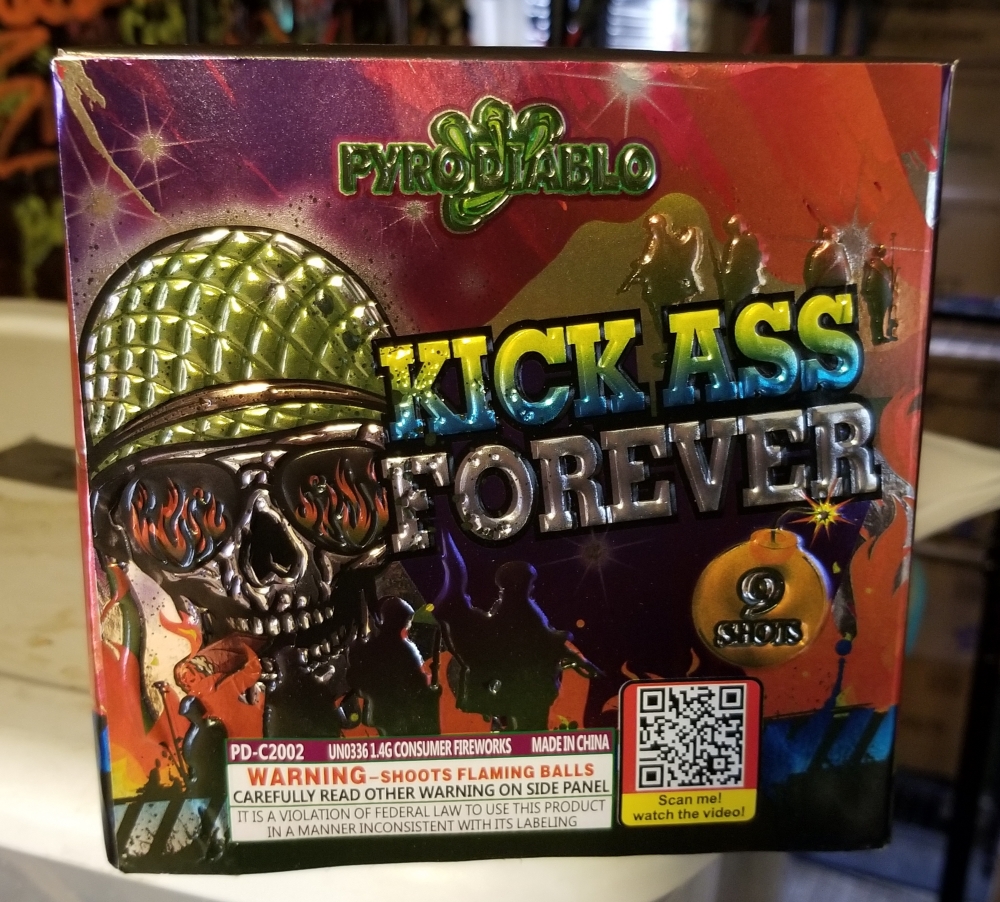 PYRO DIABLO
KICK ASS
FOREVER
9
SHOTS
PD-C2002 UN0336 1.4G CONSUMER FIREWORKS MADE IN CHINA
WARNING–SHOOTS FLAMING BALLS
CAREFULLY READ OTHER WARNING ON SIDE PANEL
IT IS A VIOLATION OF FEDERAL LAW TO USE THIS PRODUCT
IN A MANNER INCONSISTENT WITH ITS LABELING
Scan me!
watch the video!